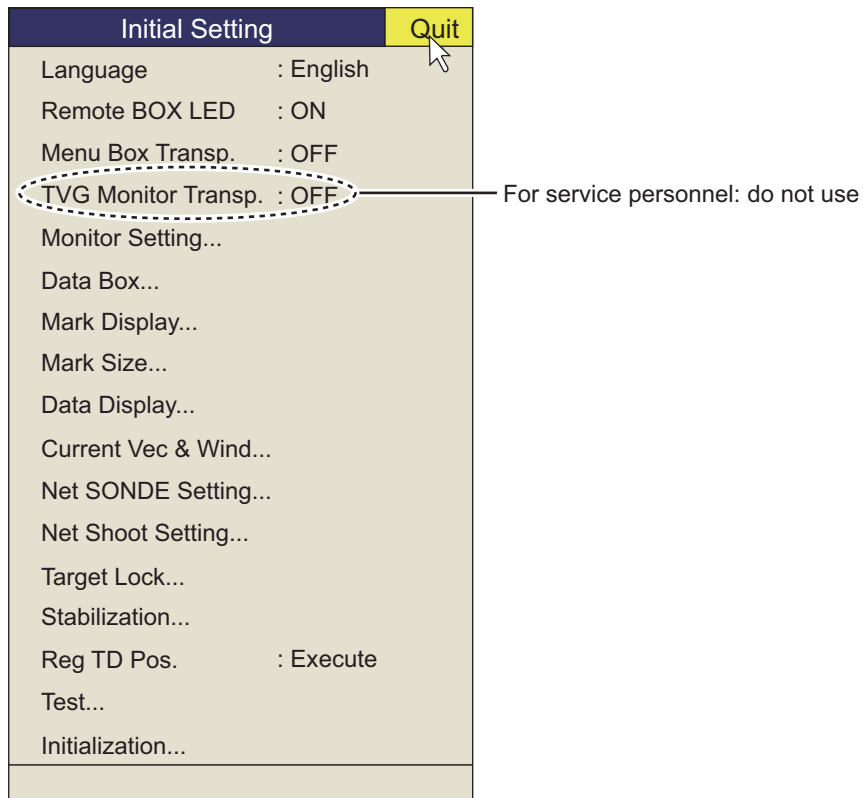 Initial Setting Quit
Language : English
Remote BOX LED : ON
Menu Box Transp. : OFF
TVG Monitor Transp. : OFF
For service personnel: do not use
Monitor Setting...
Data Box...
Mark Display...
Mark Size...
Data Display...
Current Vec & Wind...
Net SONDE Setting...
Net Shoot Setting...
Target Lock...
Stabilization...
Reg TD Pos. : Execute
Test...
Initialization...